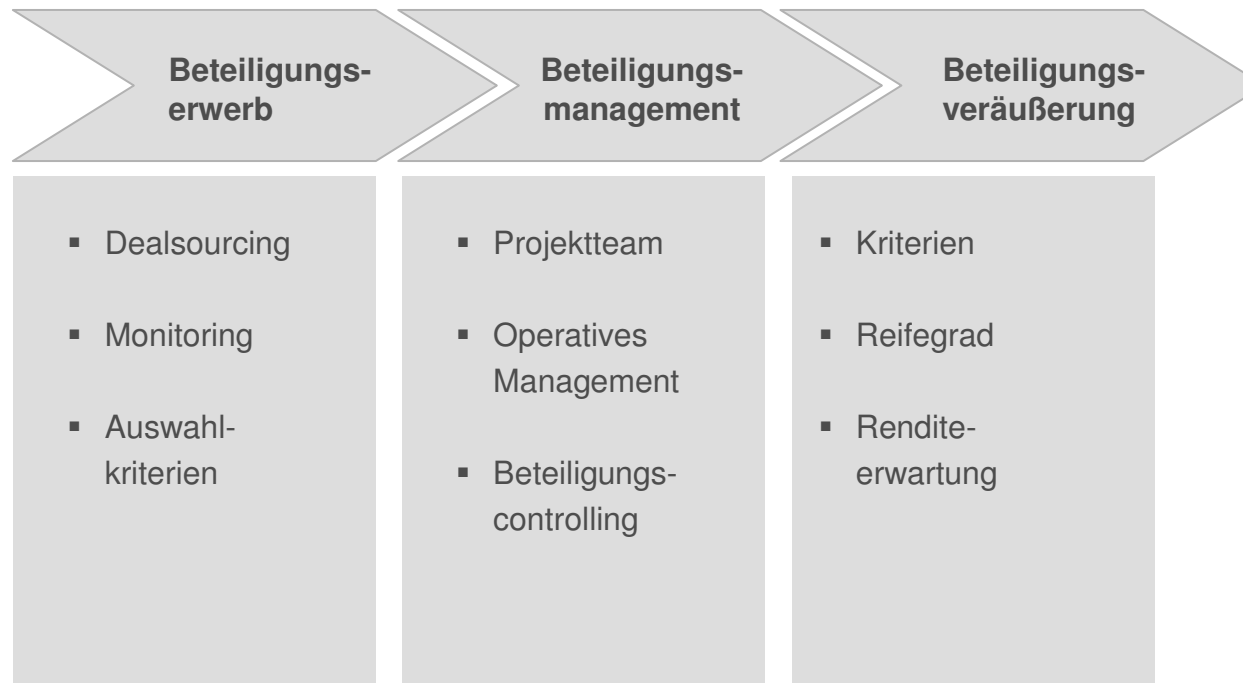 Beteiligungs-
erwerb
Beteiligungs-
management
Beteiligungs-
veräußerung
▪ Dealsourcing
▪ Monitoring
▪ Auswahl-
kriterien
▪ Projektteam
▪ Operatives
Management
▪ Beteiligungs-
controlling
▪ Kriterien
▪ Reifegrad
▪ Rendite-
erwartung